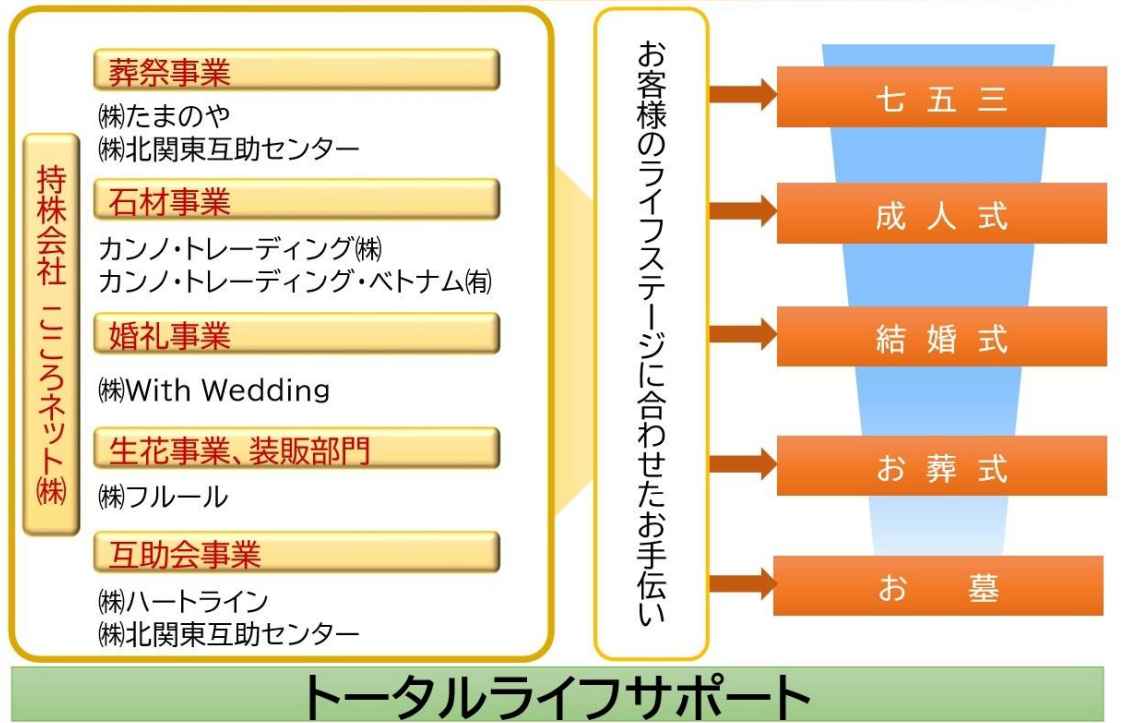 持株会社 こころネット㈱
葬祭事業
㈱たまのや
㈱北関東互助センター
石材事業
カンノ・トレーディング㈱
カンノ・トレーディング・ベトナム㈲
婚礼事業
㈱With Wedding
生花事業、装販部門
㈱フルール
互助会事業
㈱ハートライン
㈱北関東互助センター
お客様のライフステージに合わせたお手伝い
七五三
成人式
結婚式
お葬式
お墓
トータルライフサポート